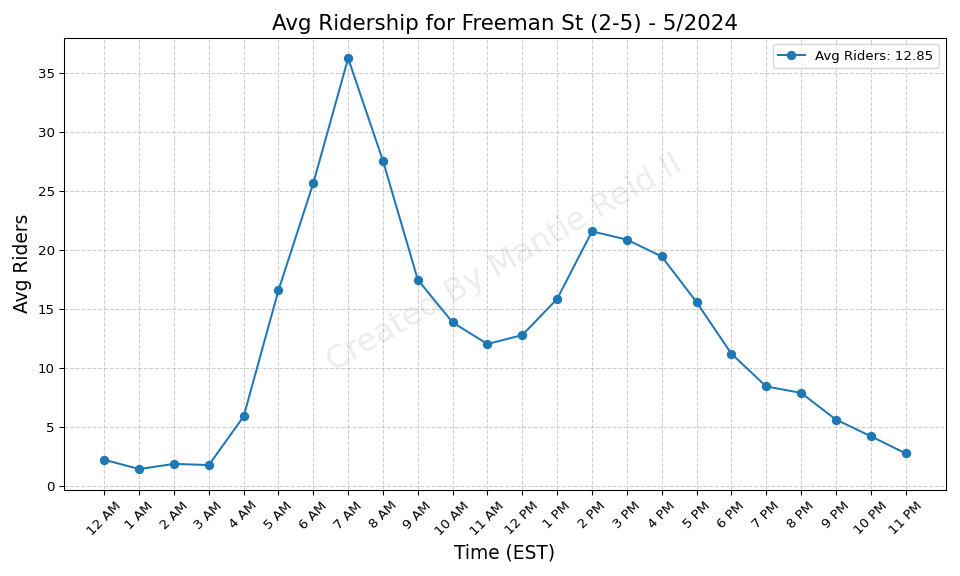 Avg Ridership for Freeman St (2-5) - 5/2024
Avg Riders: 12.85
35
30
25
20
15
10
5
0
Avg Riders
Created By Mantie Reid II
12 AM
1 AM
2 AM
3 AM
4 AM
5 AM
6 AM
7 AM
8 AM
9 AM
10 AM
11 AM
12 PM
1 PM
2 PM
3 PM
4 PM
5 PM
6 PM
7 PM
8 PM
9 PM
10 PM
11 PM
Time (EST)